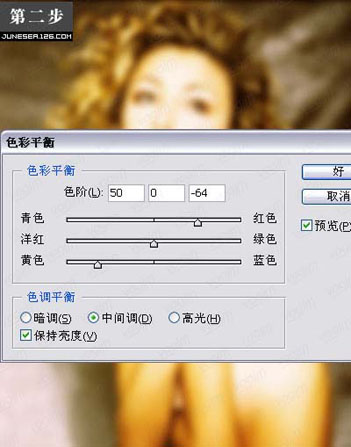 第二步
JUNESER.126.COM
色彩平衡
色彩平衡
好
色阶(L): 50 0 -64
取消
青色 红色
预览(P)
洋红 绿色
黄色 蓝色
色调平衡
暗调(S) 中间调(D) 高光(H)
保持亮度(V)